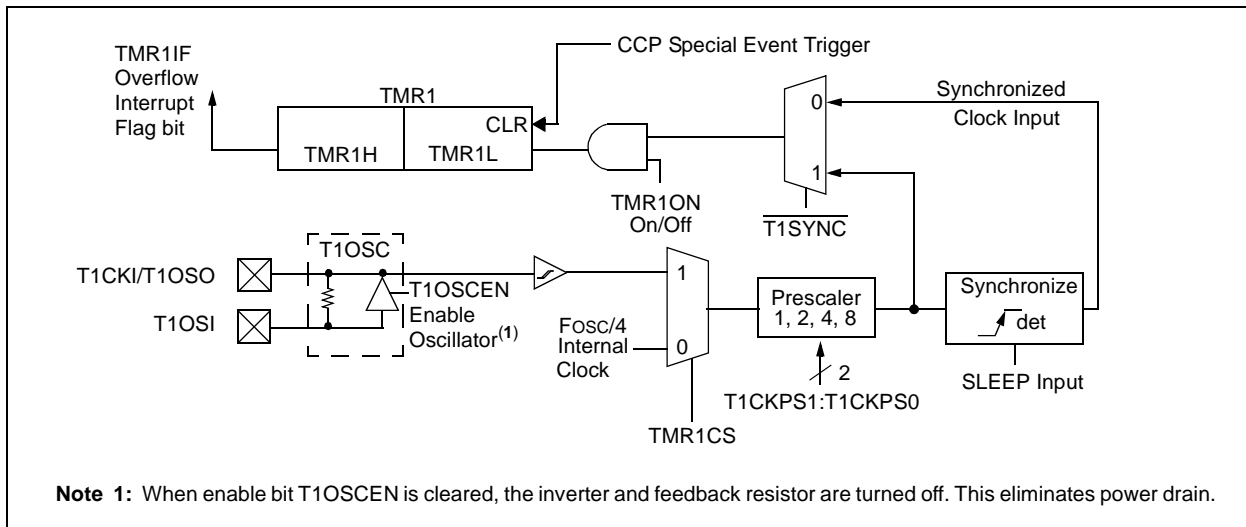 CCP Special Event Trigger
TMR1IF
Overflow
Interrupt
Flag bit
TMR1
CLR
TMR1H
TMR1L
TMR1ON
On/Off
0
1
T1SYNC
Synchronized
Clock Input
T1OSC
T1CKI/T1OSO
T1OSI
T1OSCEN
Enable
Oscillator(1)
FOSC/4
Internal
Clock
1
0
TMR1CS
Prescaler
1, 2, 4, 8
2
T1CKPS1:T1CKPS0
Synchronize
det
SLEEP Input
Note 1: When enable bit T1OSCEN is cleared, the inverter and feedback resistor are turned off. This eliminates power drain.